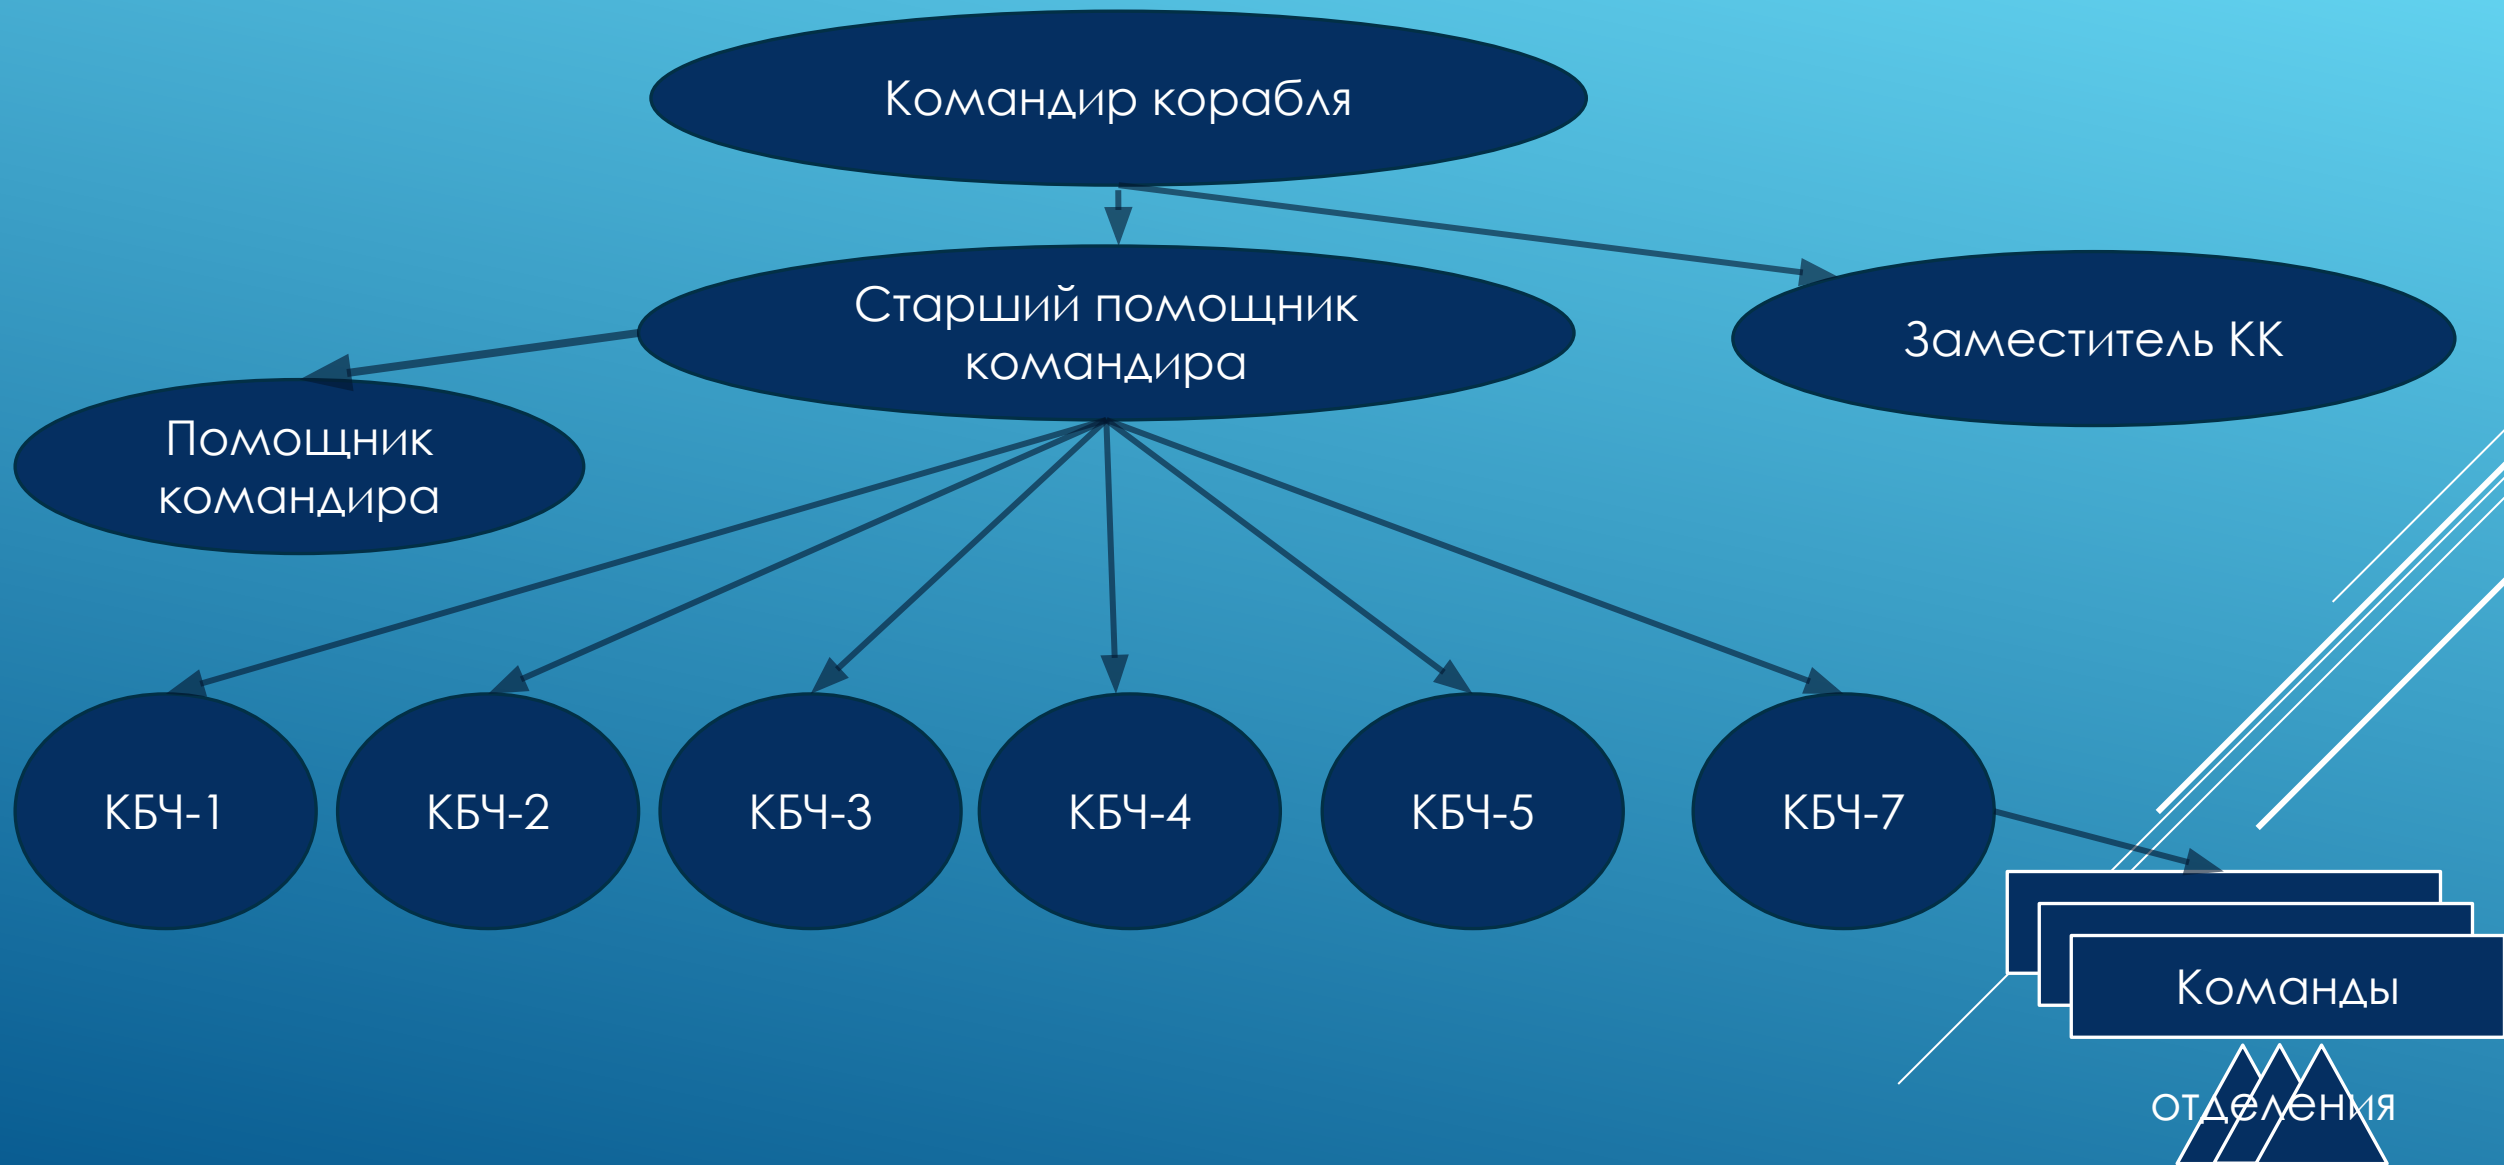 Командир корабля
Старший помощник
командира
Заместитель КК
Помощник
командира
КБЧ-1
КБЧ-2
КБЧ-3
КБЧ-4
КБЧ-5
КБЧ-7
Команды
отделения